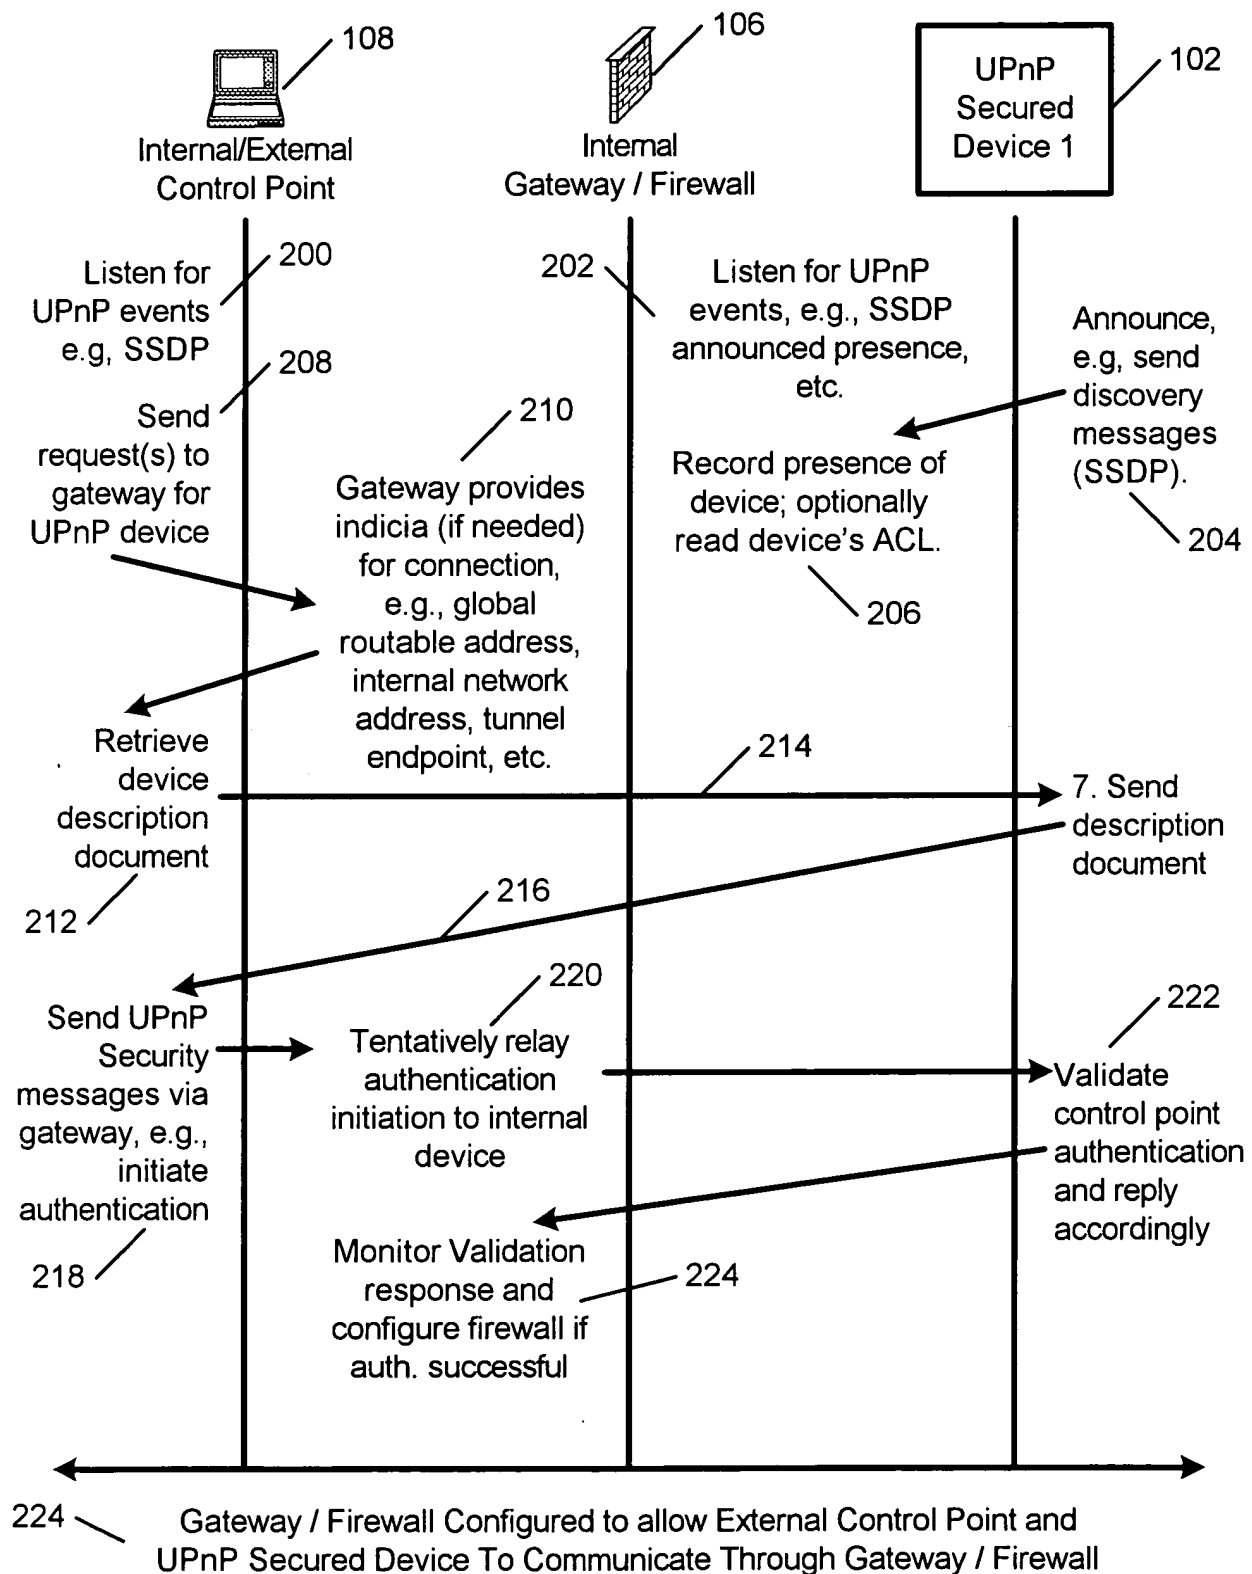 108
106
102
UPnP
Secured
Device 1
Internal/External
Control Point
Internal
Gateway / Firewall
200
Listen for
UPnP events
e.g, SSDP
202
Listen for UPnP
events, e.g., SSDP
announced presence,
etc.
Announce,
e.g, send
discovery
messages
(SSDP).
204
208
Send
request(s) to
gateway for
UPnP device
210
Gateway provides
indicia (if needed)
for connection,
e.g., global
routable address,
internal network
address, tunnel
endpoint, etc.
Record presence of
device; optionally
read device's ACL.
206
Retrieve
device
description
document
212
214
7. Send
description
document
216
Send UPnP
Security
messages via
gateway, e.g.,
initiate
authentication
218
220
Tentatively relay
authentication
initiation to internal
device
222
Validate
control point
authentication
and reply
accordingly
Monitor Validation
response and
configure firewall if
auth. successful
224
224
Gateway / Firewall Configured to allow External Control Point and
UPnP Secured Device To Communicate Through Gateway / Firewall